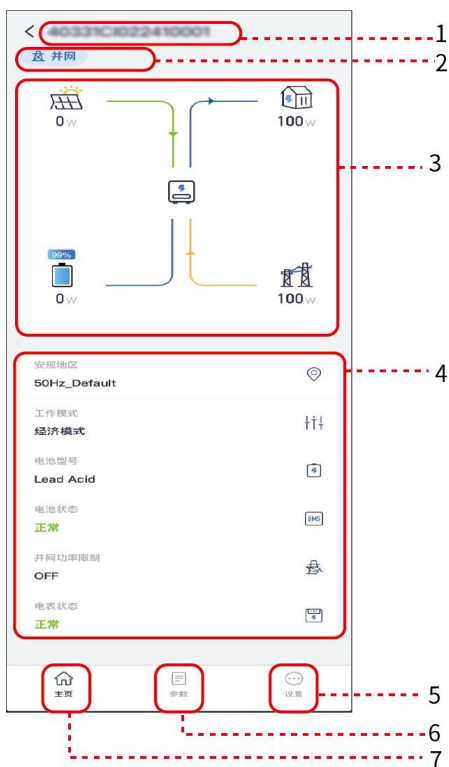 1
并网
2
0 W
100 W
3
99%
0 W
100 W
安规地区
50Hz_Default
4
工作模式
经济模式
电池型号
Lead Acid
电池状态
BMS
正常
并网功率限制
OFF
电表状态
正常
主页
参数
设置
5
6
7